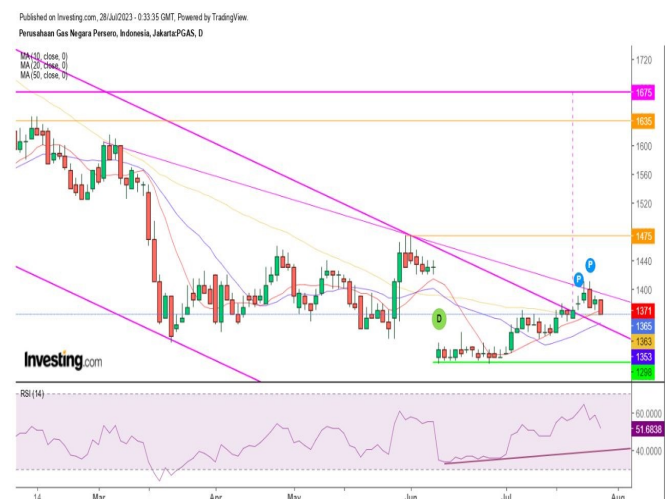 Published on Investing.com, 28/Jul/2023 - 0:33:35 GMT, Powered by TradingView.
Perusahaan Gas Negara Persero, Indonesia, Jakarta:PGAS, D
MA (10, close, 0)
MA (20, close, 0)
MA (50, close, 0)
1720
1675
1635
1600
1560
1520
1475
1440
1400
1371
1365
1363
1353
1298
P
P
D
Investing.com
RSI (14)
60.0000
51.6838
40.0000
14 Mar Apr May Jun Jul Aug